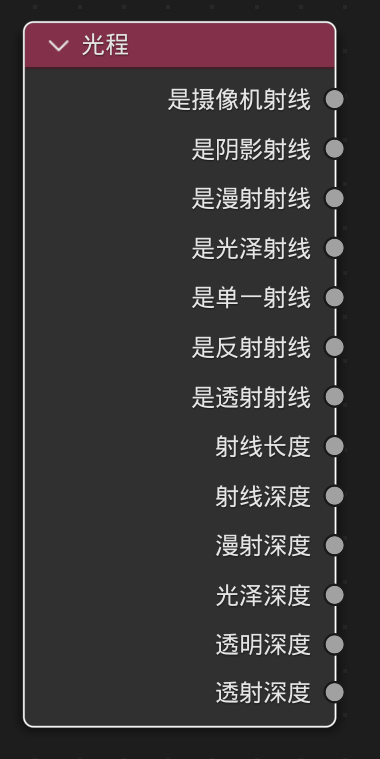 光程
是摄像机射线
是阴影射线
是漫射射线
是光泽射线
是单一射线
是反射射线
是透射射线
射线长度
射线深度
漫射深度
光泽深度
透明深度
透射深度